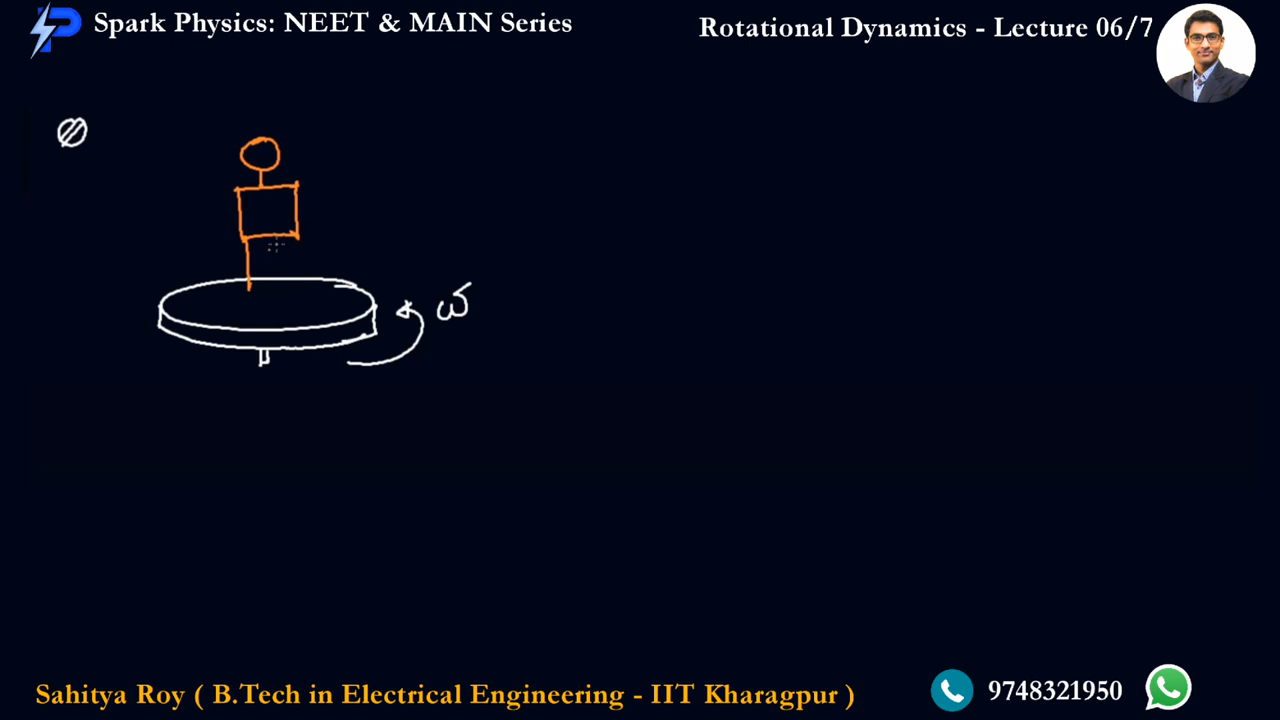 Spark Physics: NEET & MAIN Series
Rotational Dynamics - Lecture 06/7
ω
Sahitya Roy ( B.Tech in Electrical Engineering - IIT Kharagpur )
9748321950